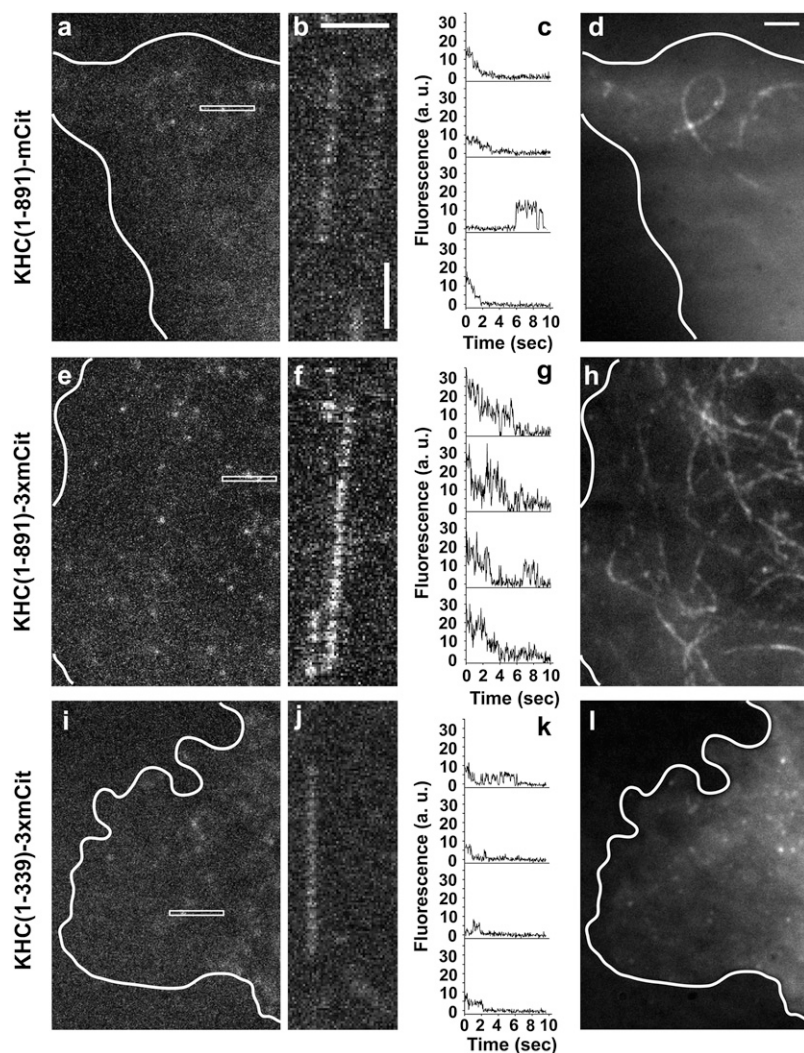 KHC(1-891)-mCit
a
b
c
d
Fluorescence (a. u.)
30
20
10
0
30
20
10
0
30
20
10
0
30
20
10
0
0 2 4 6 8 10
Time (sec)
KHC(1-891)-3xmCit
e
f
g
h
Fluorescence (a. u.)
30
20
10
0
30
20
10
0
30
20
10
0
30
20
10
0
0 2 4 6 8 10
Time (sec)
KHC(1-339)-3xmCit
i
j
k
l
Fluorescence (a. u.)
30
20
10
0
30
20
10
0
30
20
10
0
30
20
10
0
0 2 4 6 8 10
Time (sec)